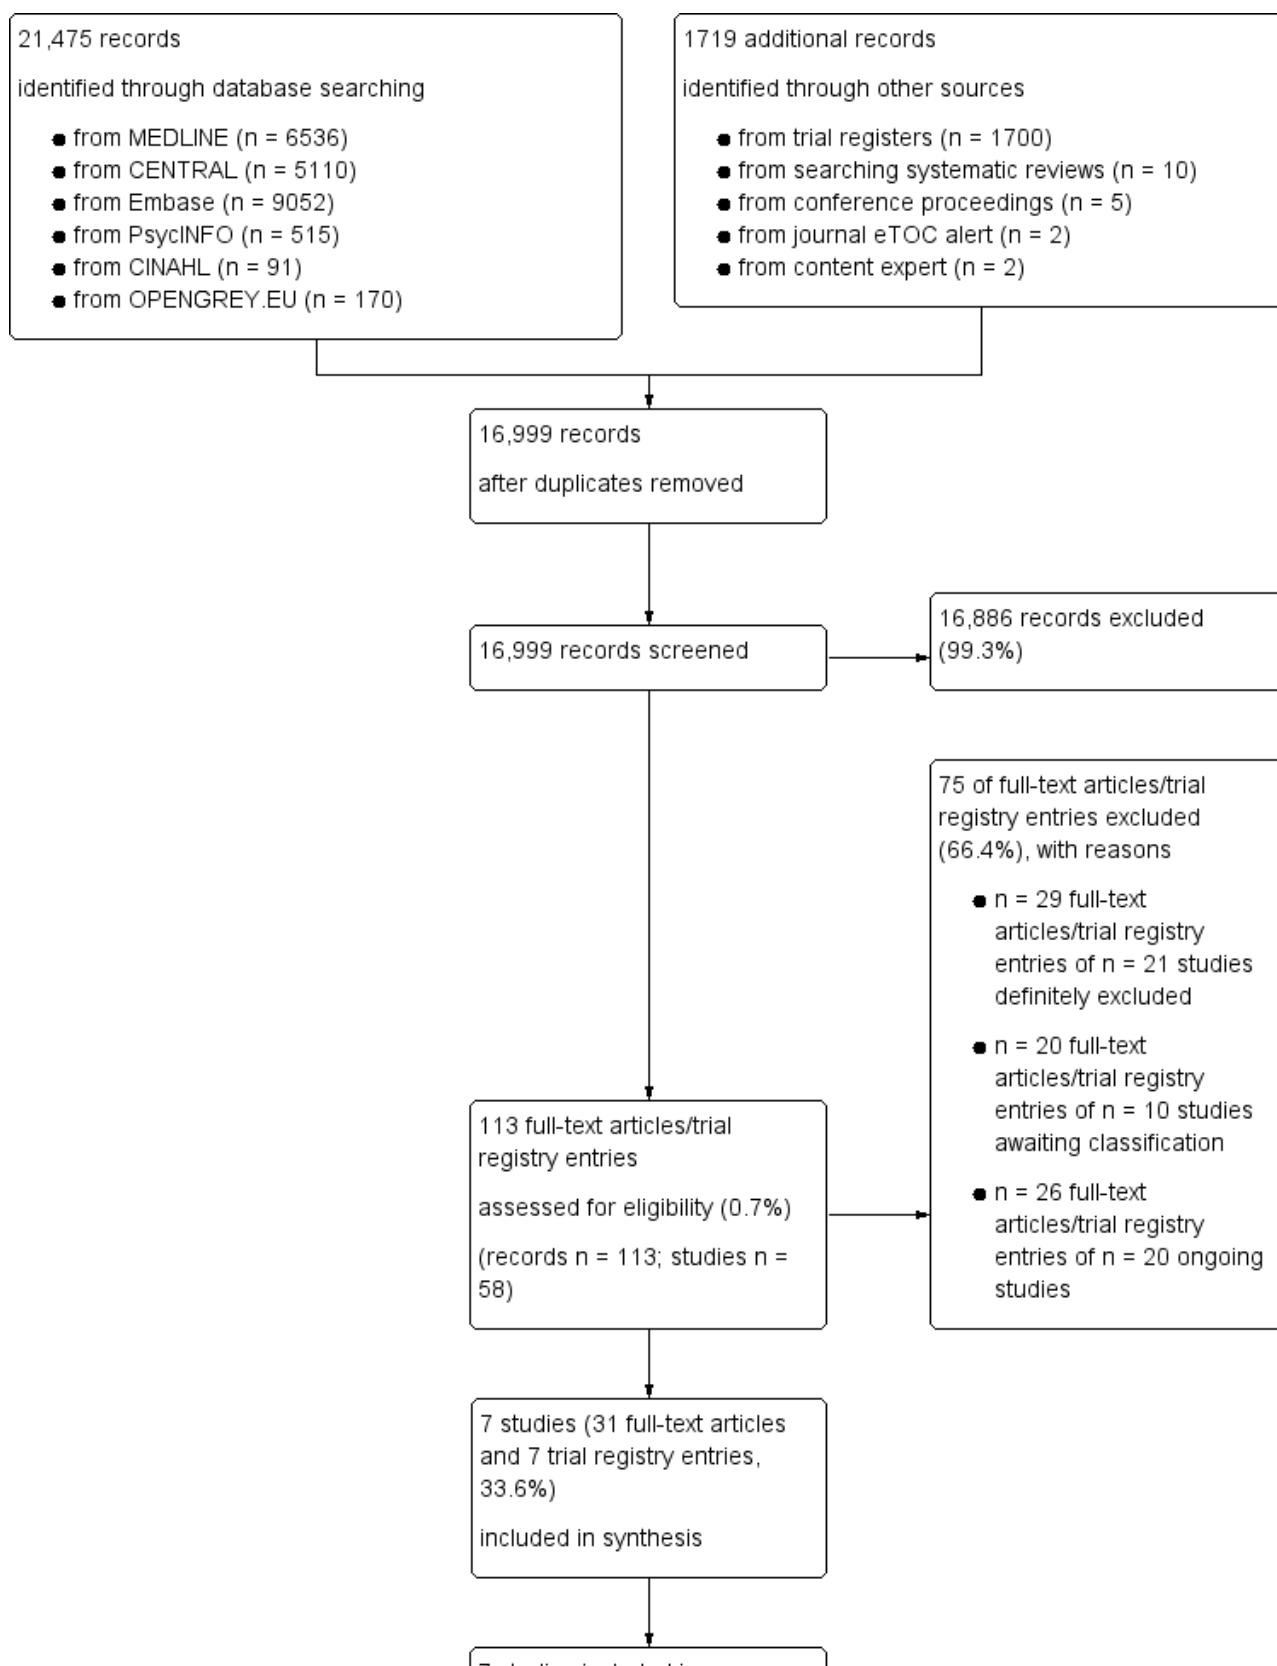 21,475 records
identified through database searching
● from MEDLINE (n = 6536)
● from CENTRAL (n = 5110)
● from Embase (n = 9052)
● from PsycINFO (n = 515)
● from CINAHL (n = 91)
● from OPENGREY.EU (n = 170)
1719 additional records
identified through other sources
● from trial registers (n = 1700)
● from searching systematic reviews (n = 10)
● from conference proceedings (n = 5)
● from journal eTOC alert (n = 2)
● from content expert (n = 2)
16,999 records
after duplicates removed
16,999 records screened
16,886 records excluded
(99.3%)
75 of full-text articles/trial
registry entries excluded
(66.4%), with reasons
● n = 29 full-text
articles/trial registry
entries of n = 21 studies
definitely excluded
● n = 20 full-text
articles/trial registry
entries of n = 10 studies
awaiting classification
● n = 26 full-text
articles/trial registry
entries of n = 20 ongoing
studies
113 full-text articles/trial
registry entries
assessed for eligibility (0.7%)
(records n = 113; studies n =
58)
7 studies (31 full-text articles
and 7 trial registry entries,
33.6%)
included in synthesis